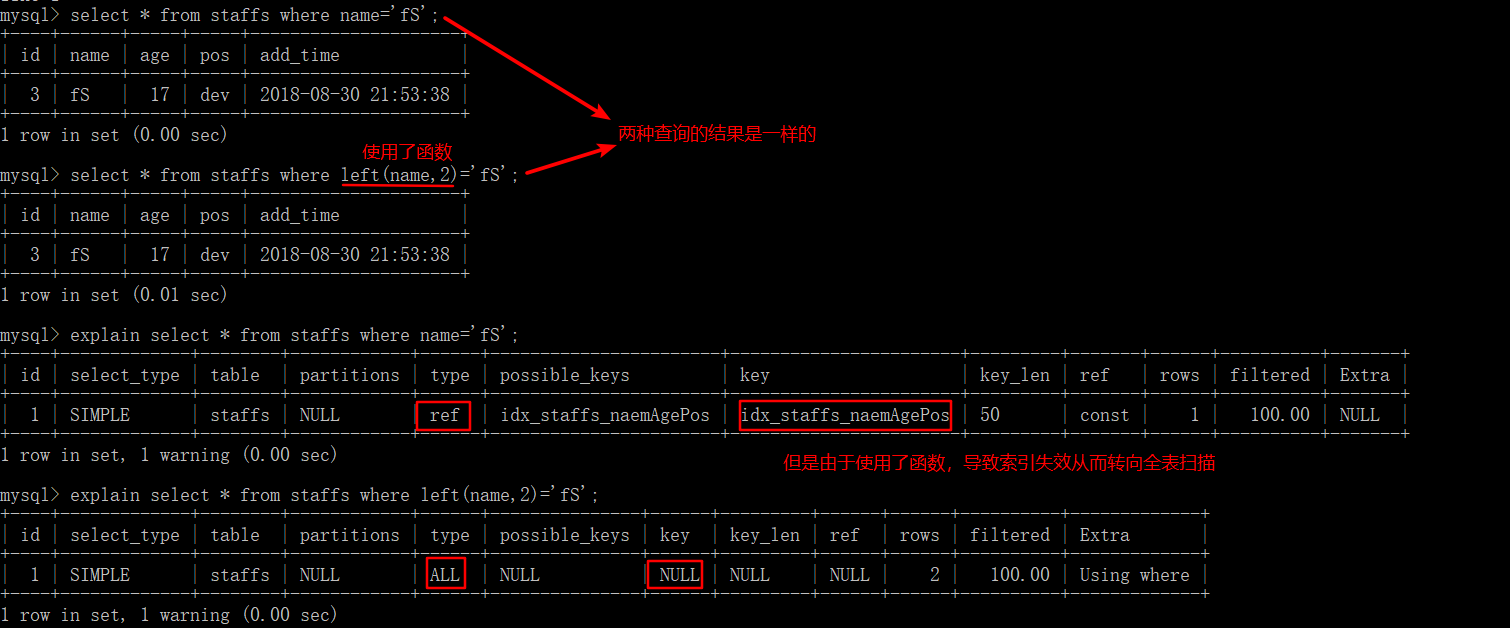 mysql> select * from staffs where name='fS';
| id | name | age | pos | add_time |
| 3 | fS | 17 | dev | 2018-08-30 21:53:38 |
1 row in set (0.00 sec)
两种查询的结果是一样的
使用了函数
mysql> select * from staffs where left(name,2)='fS';
| id | name | age | pos | add_time |
| 3 | fS | 17 | dev | 2018-08-30 21:53:38 |
1 row in set (0.01 sec)
mysql> explain select * from staffs where name='fS';
| id | select_type | table | partitions | type | possible_keys | key | key_len | ref | rows | filtered | Extra |
| 1 | SIMPLE | staffs | NULL | ref | idx_staffs_naemAgePos | idx_staffs_naemAgePos | 50 | const | 1 | 100.00 | NULL |
1 row in set, 1 warning (0.00 sec)
但是由于使用了函数，导致索引失效从而转向全表扫描
mysql> explain select * from staffs where left(name,2)='fS';
| id | select_type | table | partitions | type | possible_keys | key | key_len | ref | rows | filtered | Extra |
| 1 | SIMPLE | staffs | NULL | ALL | NULL | NULL | NULL | NULL | 2 | 100.00 | Using where |
1 row in set, 1 warning (0.00 sec)